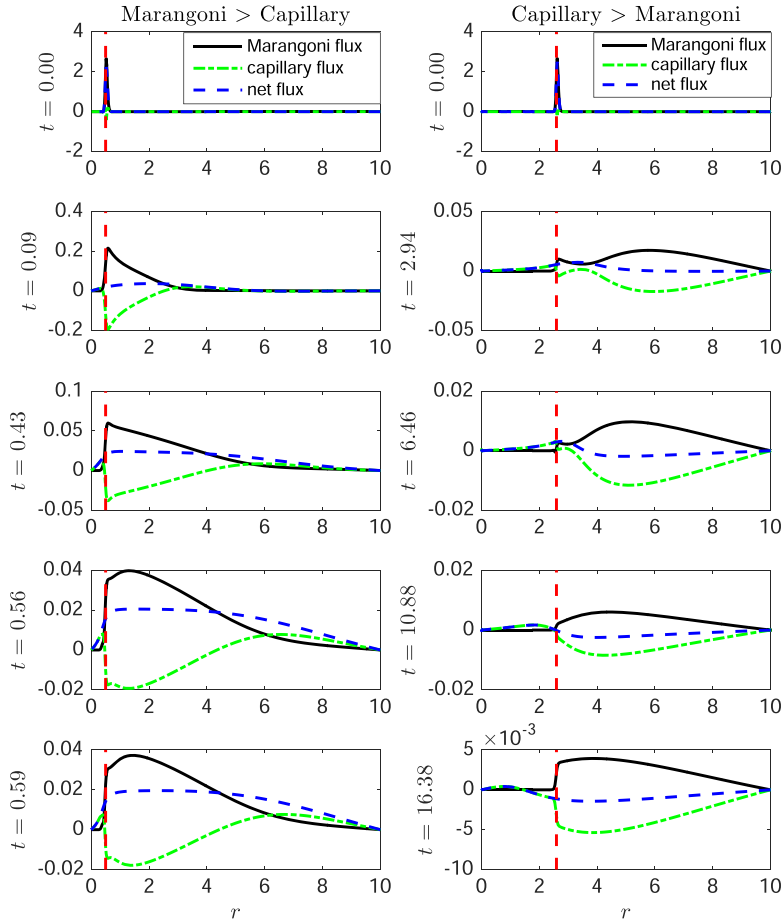 Marangoni > Capillary
4
2
0
-2
t = 0.00
Marangoni flux
capillary flux
net flux
0 2 4 6 8 10
0.4
0.2
0
-0.2
t = 0.09
0 2 4 6 8 10
0.1
0.05
0
-0.05
t = 0.43
0 2 4 6 8 10
0.04
0.02
0
-0.02
t = 0.56
0 2 4 6 8 10
0.04
0.02
0
-0.02
t = 0.59
0 2 4 6 8 10
r
Capillary > Marangoni
4
2
0
-2
t = 0.00
Marangoni flux
capillary flux
net flux
0 2 4 6 8 10
0.05
0
-0.05
t = 2.94
0 2 4 6 8 10
0.02
0
-0.02
t = 6.46
0 2 4 6 8 10
0.02
0
-0.02
t = 10.88
0 2 4 6 8 10
×10⁻³
5
0
-5
-10
t = 16.38
0 2 4 6 8 10
r